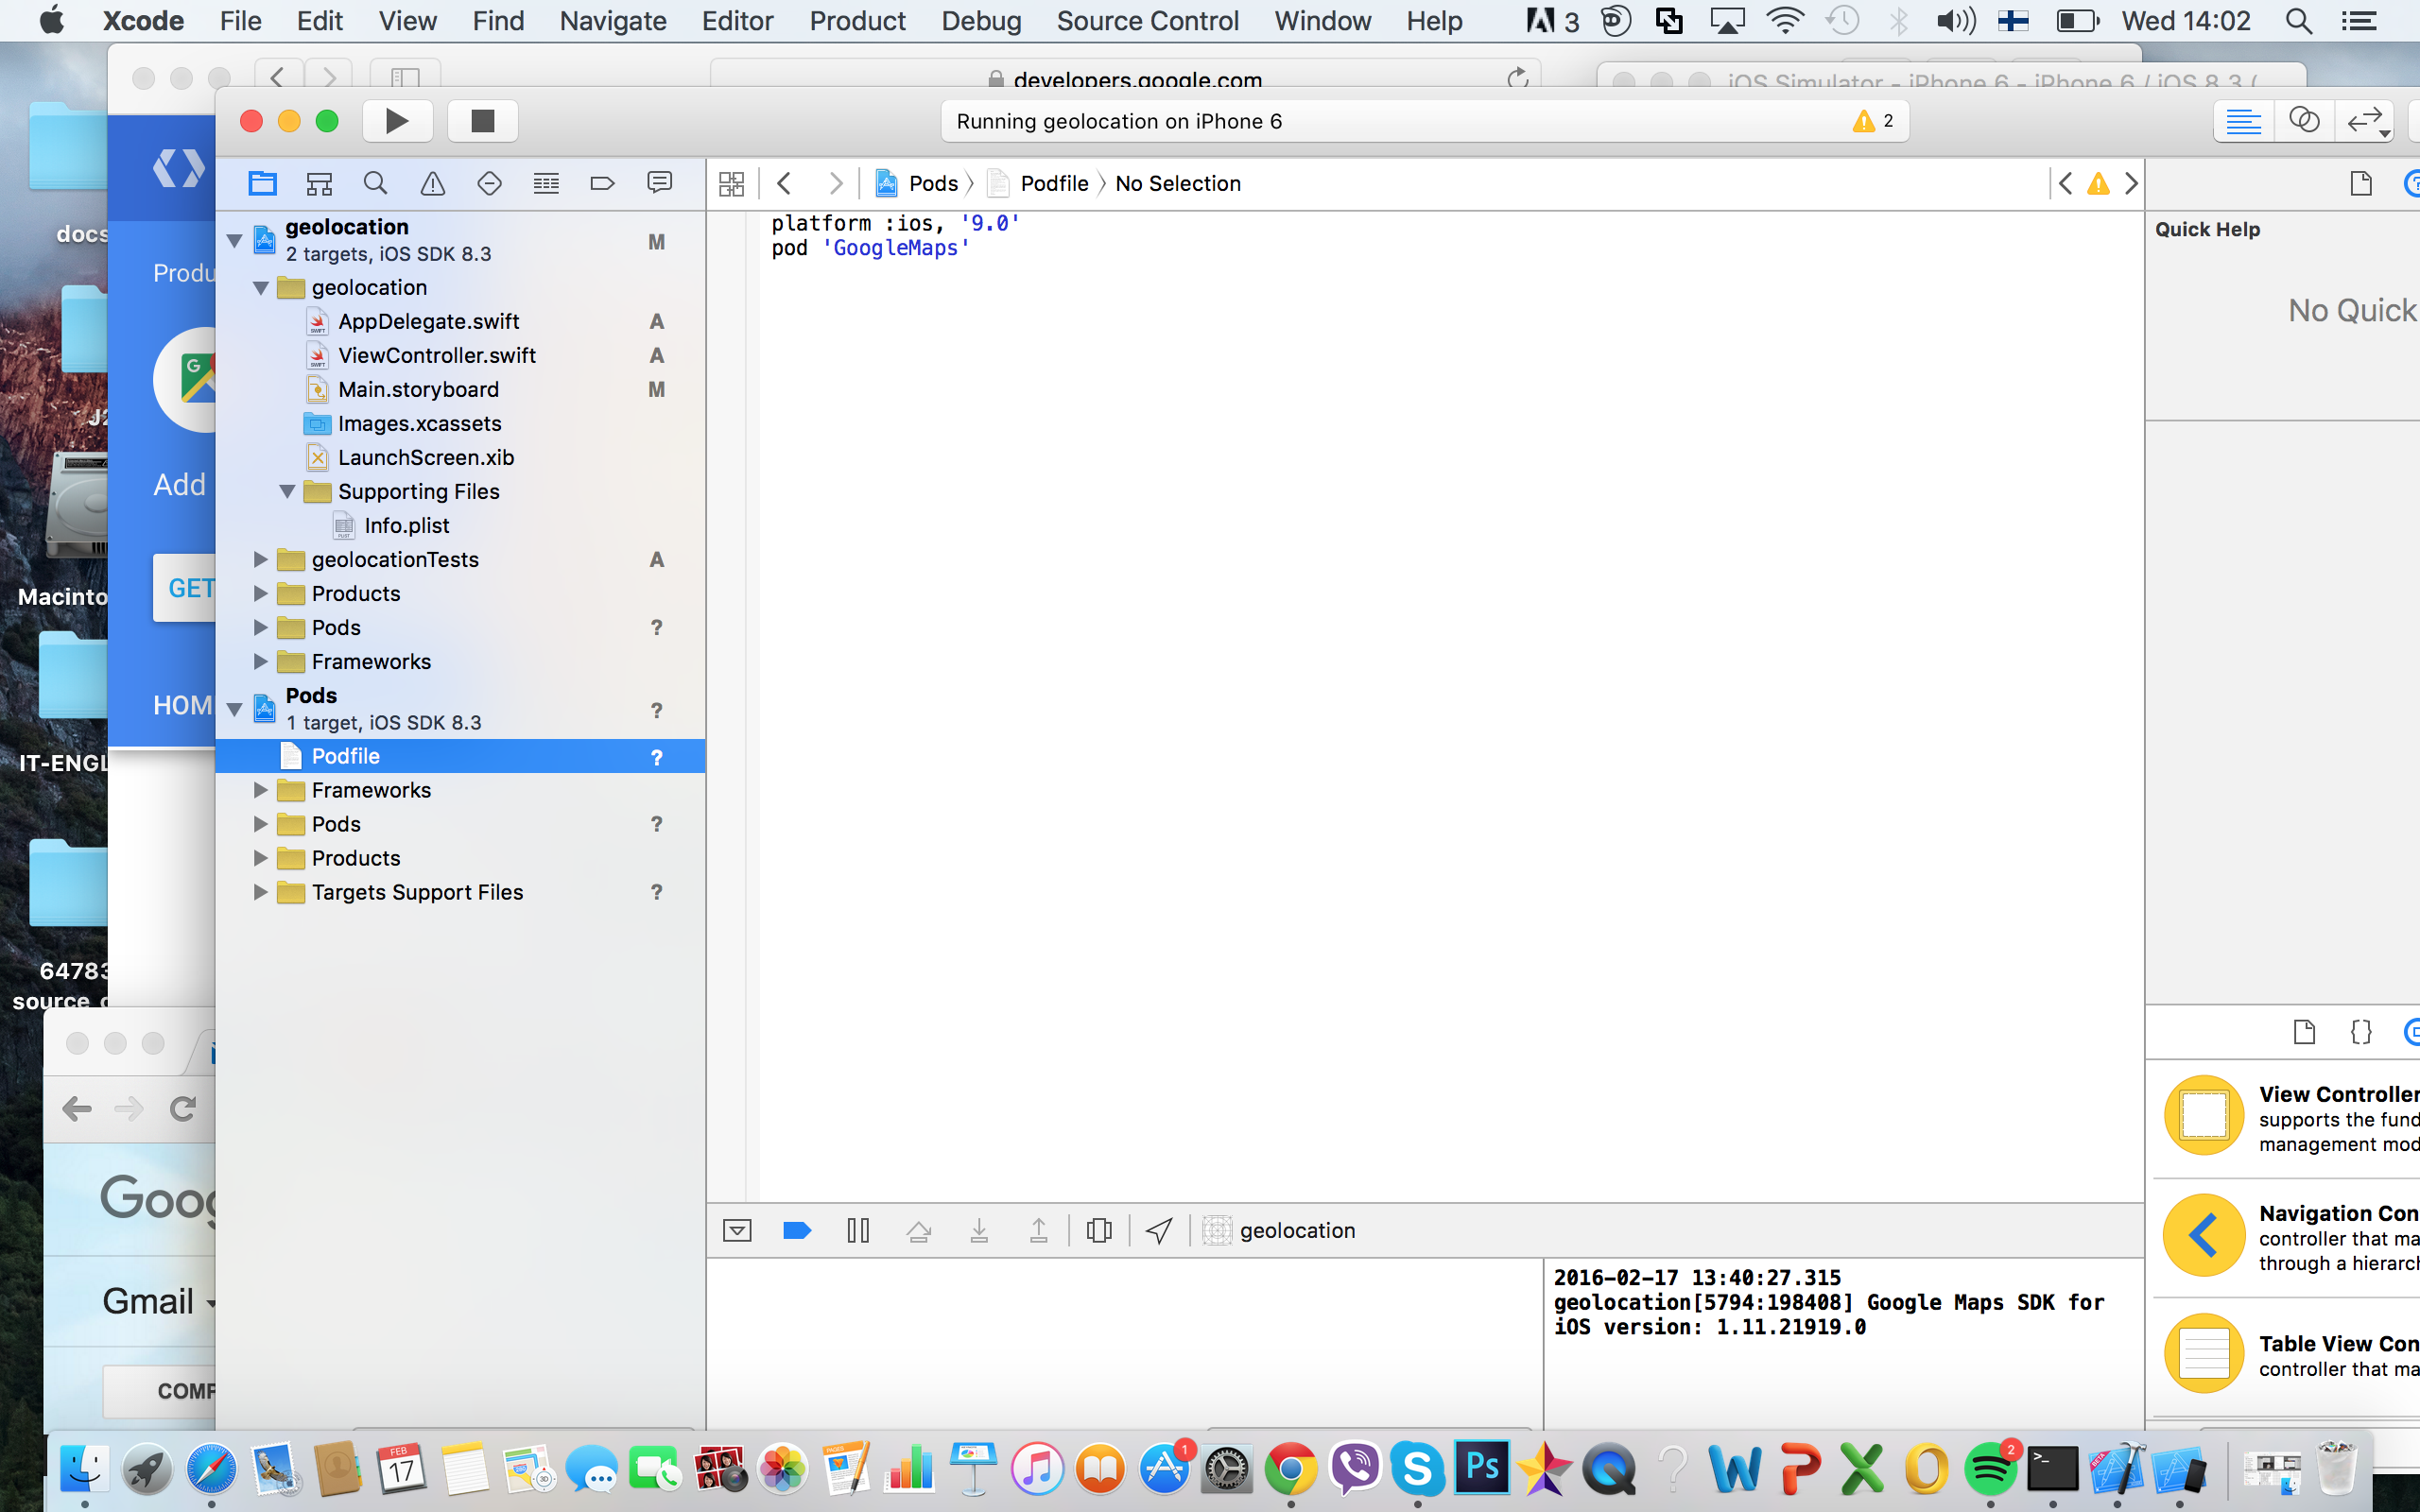 Xcode File Edit View Find Navigate Editor Product Debug Source Control Window Help 3 Wed 14:02
developers.google.com
iOS Simulator - iPhone 6 - iPhone 6 / iOS 8.3 (
Running geolocation on iPhone 6 2
Pods Podfile No Selection
platform :ios, '9.0'
pod 'GoogleMaps'
geolocation M
2 targets, iOS SDK 8.3
geolocation
AppDelegate.swift A
ViewController.swift A
Main.storyboard M
Images.xcassets
LaunchScreen.xib
Supporting Files
Info.plist
geolocationTests A
Products
Pods ?
Frameworks
Pods ?
1 target, iOS SDK 8.3
Podfile ?
Frameworks
Pods ?
Products
Targets Support Files ?
Quick Help
No Quick
View Controller
supports the fund
management mod
Navigation Con
controller that ma
through a hierarch
Table View Con
controller that ma
geolocation
2016-02-17 13:40:27.315
geolocation[5794:198408] Google Maps SDK for
iOS version: 1.11.21919.0
docs
Produ
J2
Add
Macinto
GET
HOM
IT-ENGL
64783
source_
Goog
Gmail
COMP
FEB
17
1
2